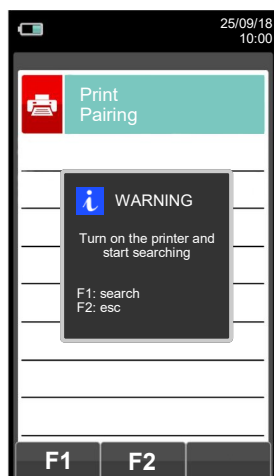 25/09/18
10:00
Print
Pairing
i WARNING
Turn on the printer and
start searching
F1: search
F2: esc
F1 F2